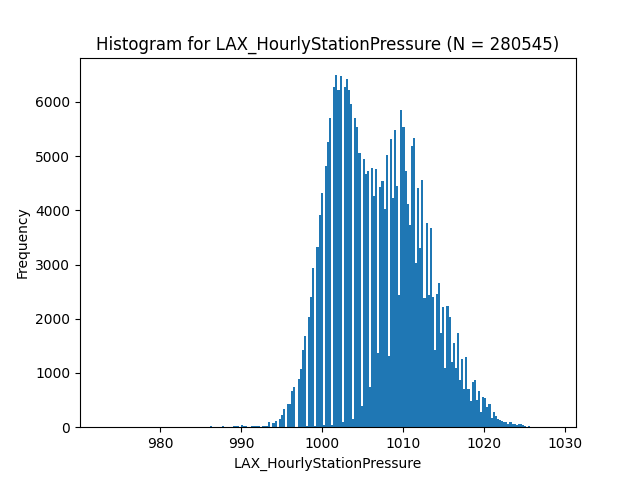 Histogram for LAX_HourlyStationPressure (N = 280545)
6000
5000
4000
3000
2000
1000
0
Frequency
980 990 1000 1010 1020 1030
LAX_HourlyStationPressure